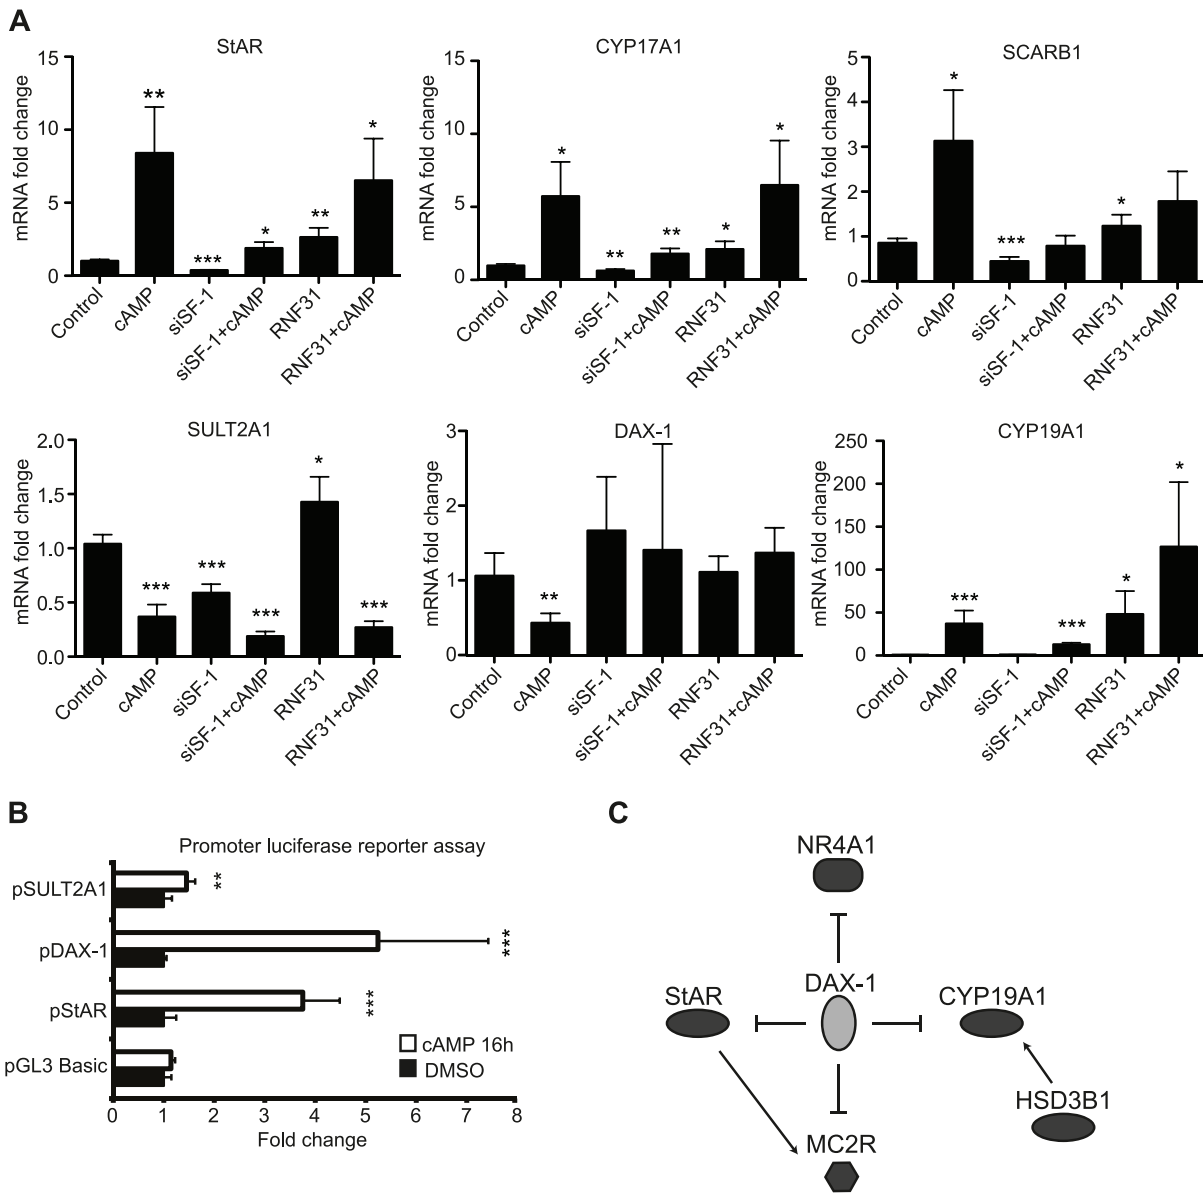 A
StAR
mRNA fold change
15
10
5
0
**
***
*
**
*
Control
cAMP
siSF-1
siSF-1+cAMP
RNF31
RNF31+cAMP
CYP17A1
mRNA fold change
15
10
5
0
*
**
**
*
*
Control
cAMP
siSF-1
siSF-1+cAMP
RNF31
RNF31+cAMP
SCARB1
mRNA fold change
5
4
3
2
1
0
*
***
*
Control
cAMP
siSF-1
siSF-1+cAMP
RNF31
RNF31+cAMP
SULT2A1
mRNA fold change
2.0
1.5
1.0
0.5
0.0
***
***
***
*
***
Control
cAMP
siSF-1
siSF-1+cAMP
RNF31
RNF31+cAMP
DAX-1
mRNA fold change
3
2
1
0
**
Control
cAMP
siSF-1
siSF-1+cAMP
RNF31
RNF31+cAMP
CYP19A1
mRNA fold change
250
200
150
100
50
0
***
***
*
*
Control
cAMP
siSF-1
siSF-1+cAMP
RNF31
RNF31+cAMP
B
Promoter luciferase reporter assay
pSULT2A1
**
pDAX-1
***
pStAR
***
pGL3 Basic
cAMP 16h
DMSO
0 1 2 3 4 5 6 7 8
Fold change
C
NR4A1
DAX-1
StAR
CYP19A1
HSD3B1
MC2R